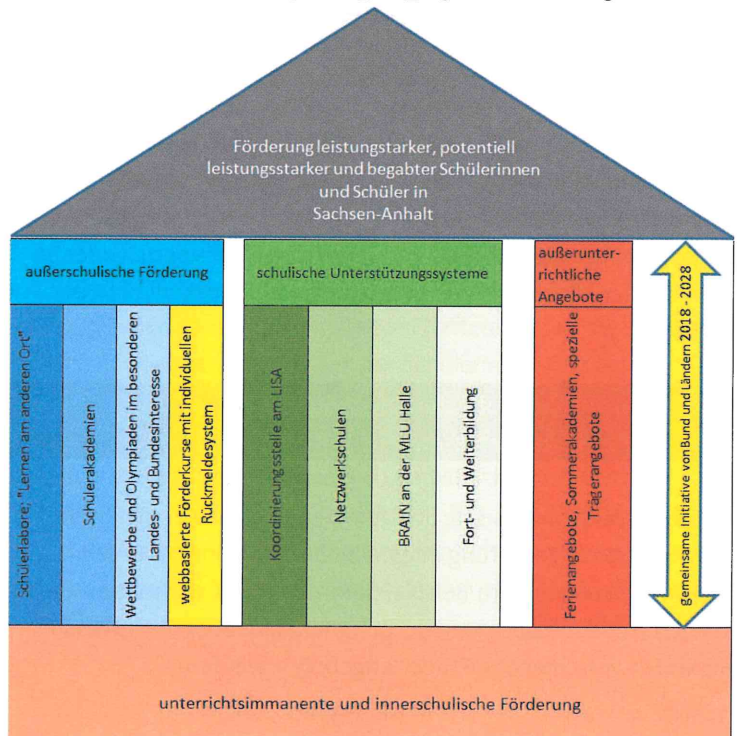 Förderung leistungstarker, potentiell
leistungsstarker und begabter Schülerinnen
und Schüler in
Sachsen-Anhalt
außerschulische Förderung
Schülerlabore; "Lernen am anderen Ort"
Schülerakademien
Wettbewerbe und Olympiaden im besonderen
Landes- und Bundesinteresse
webbasierte Förderkurse mit individuellen
Rückmeldesystem
schulische Unterstützungssysteme
Koordinierungsstelle am LISA
Netzwerkschulen
BRAIN an der MLU Halle
Fort- und Weiterbildung
außerunter-
richtliche
Angebote
Ferienangebote, Sommerakademien, spezielle
Trägerangebote
gemeinsame Initiative von Bund und Ländern 2018 - 2028
unterrichtsimmanente und innerschulische Förderung